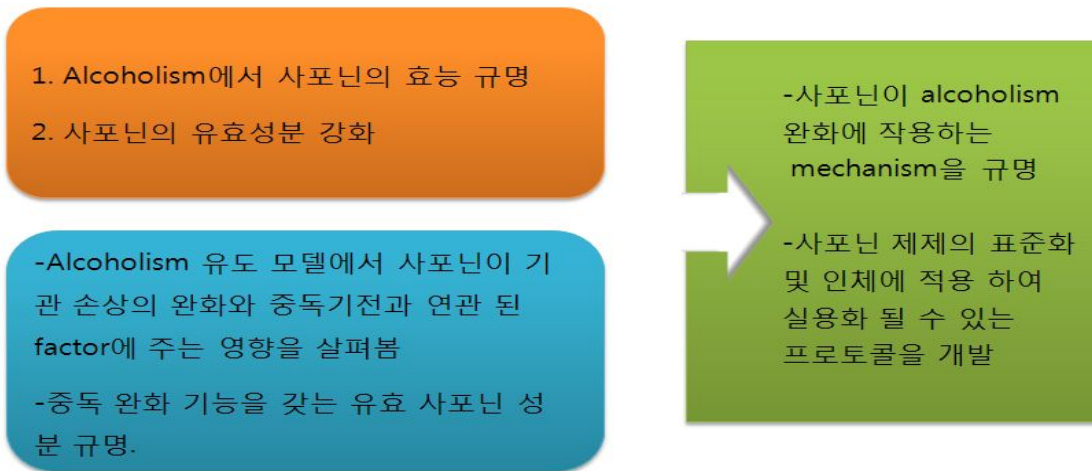 1. Alcoholism에서 사포닌의 효능 규명
2. 사포닌의 유효성분 강화
-Alcoholism 유도 모델에서 사포닌이 기
관 손상의 완화와 중독기전과 연관 된
factor에 주는 영향을 살펴봄
-중독 완화 기능을 갖는 유효 사포닌 성
분 규명.
-사포닌이 alcoholism
완화에 작용하는
mechanism을 규명
-사포닌 제제의 표준화
및 인체에 적용 하여
실용화 될 수 있는
프로토콜을 개발